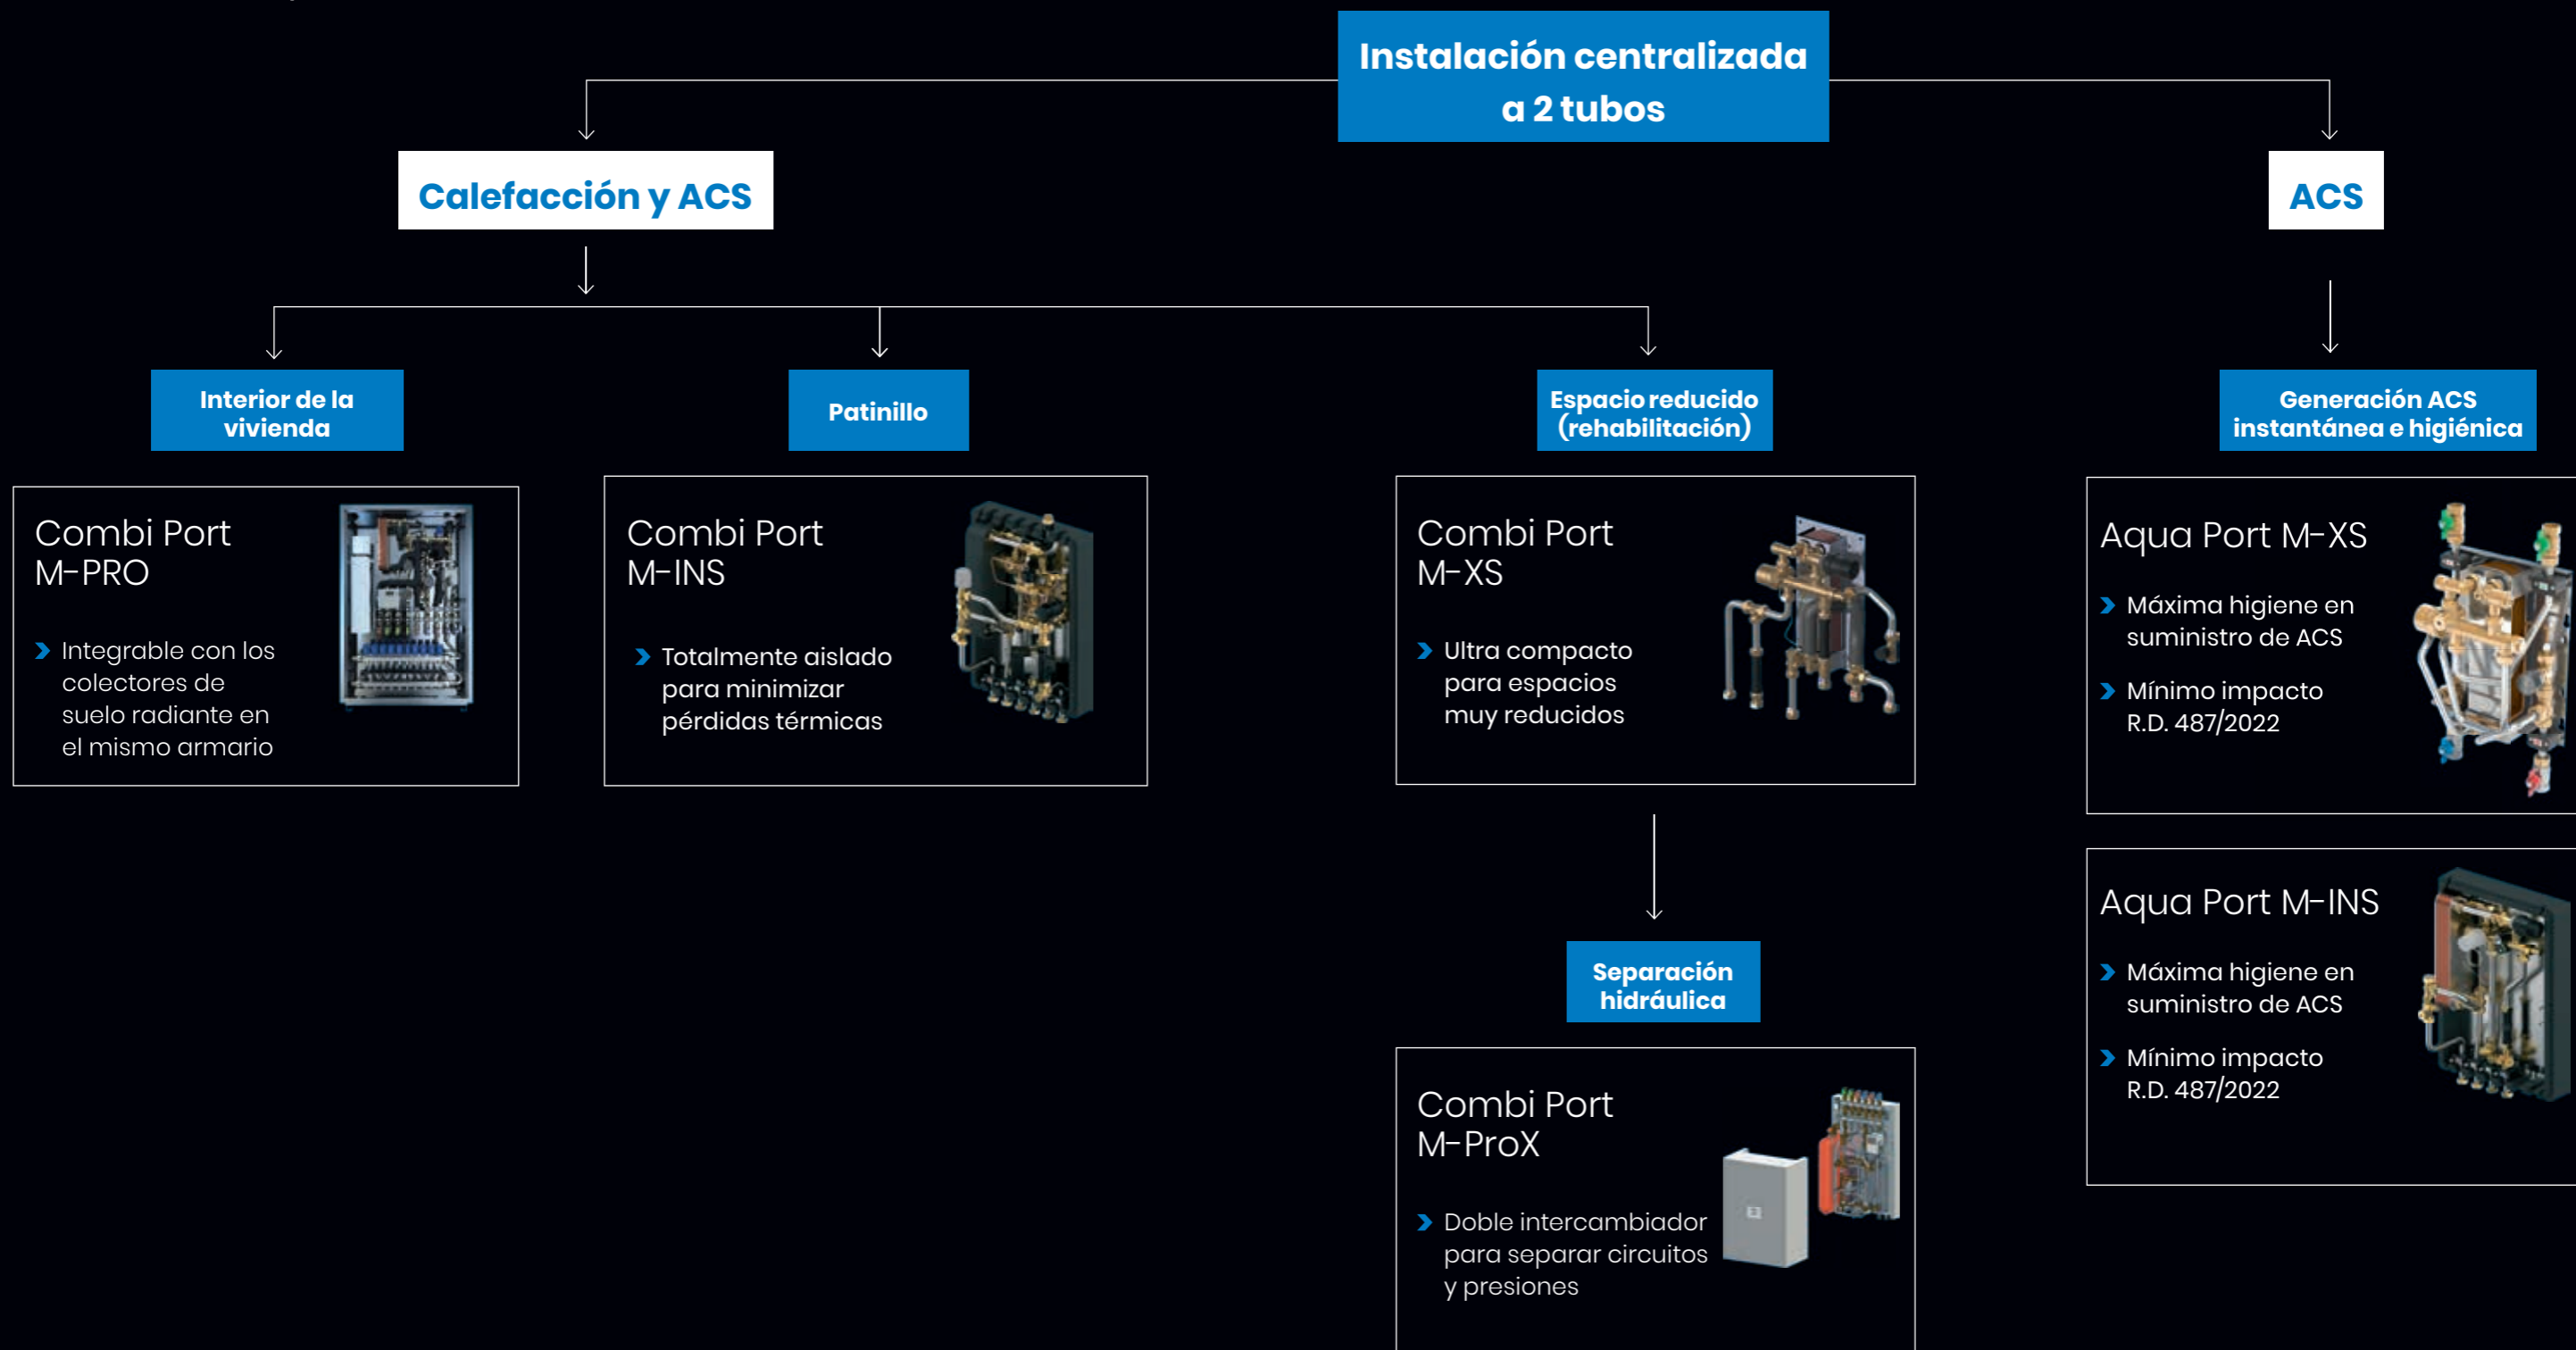 Instalación centralizada
a 2 tubos
Calefacción y ACS
ACS
Interior de la
vivienda
Patinillo
Espacio reducido
(rehabilitación)
Generación ACS
instantánea e higiénica
Combi Port
M-PRO
Integrable con los
colectores de
suelo radiante en
el mismo armario
Combi Port
M-INS
Totalmente aislado
para minimizar
pérdidas térmicas
Combi Port
M-XS
Ultra compacto
para espacios
muy reducidos
Aqua Port M-XS
Máxima higiene en
suministro de ACS
Mínimo impacto
R.D. 487/2022
Separación
hidráulica
Combi Port
M-ProX
Doble intercambiador
para separar circuitos
y presiones
Aqua Port M-INS
Máxima higiene en
suministro de ACS
Mínimo impacto
R.D. 487/2022